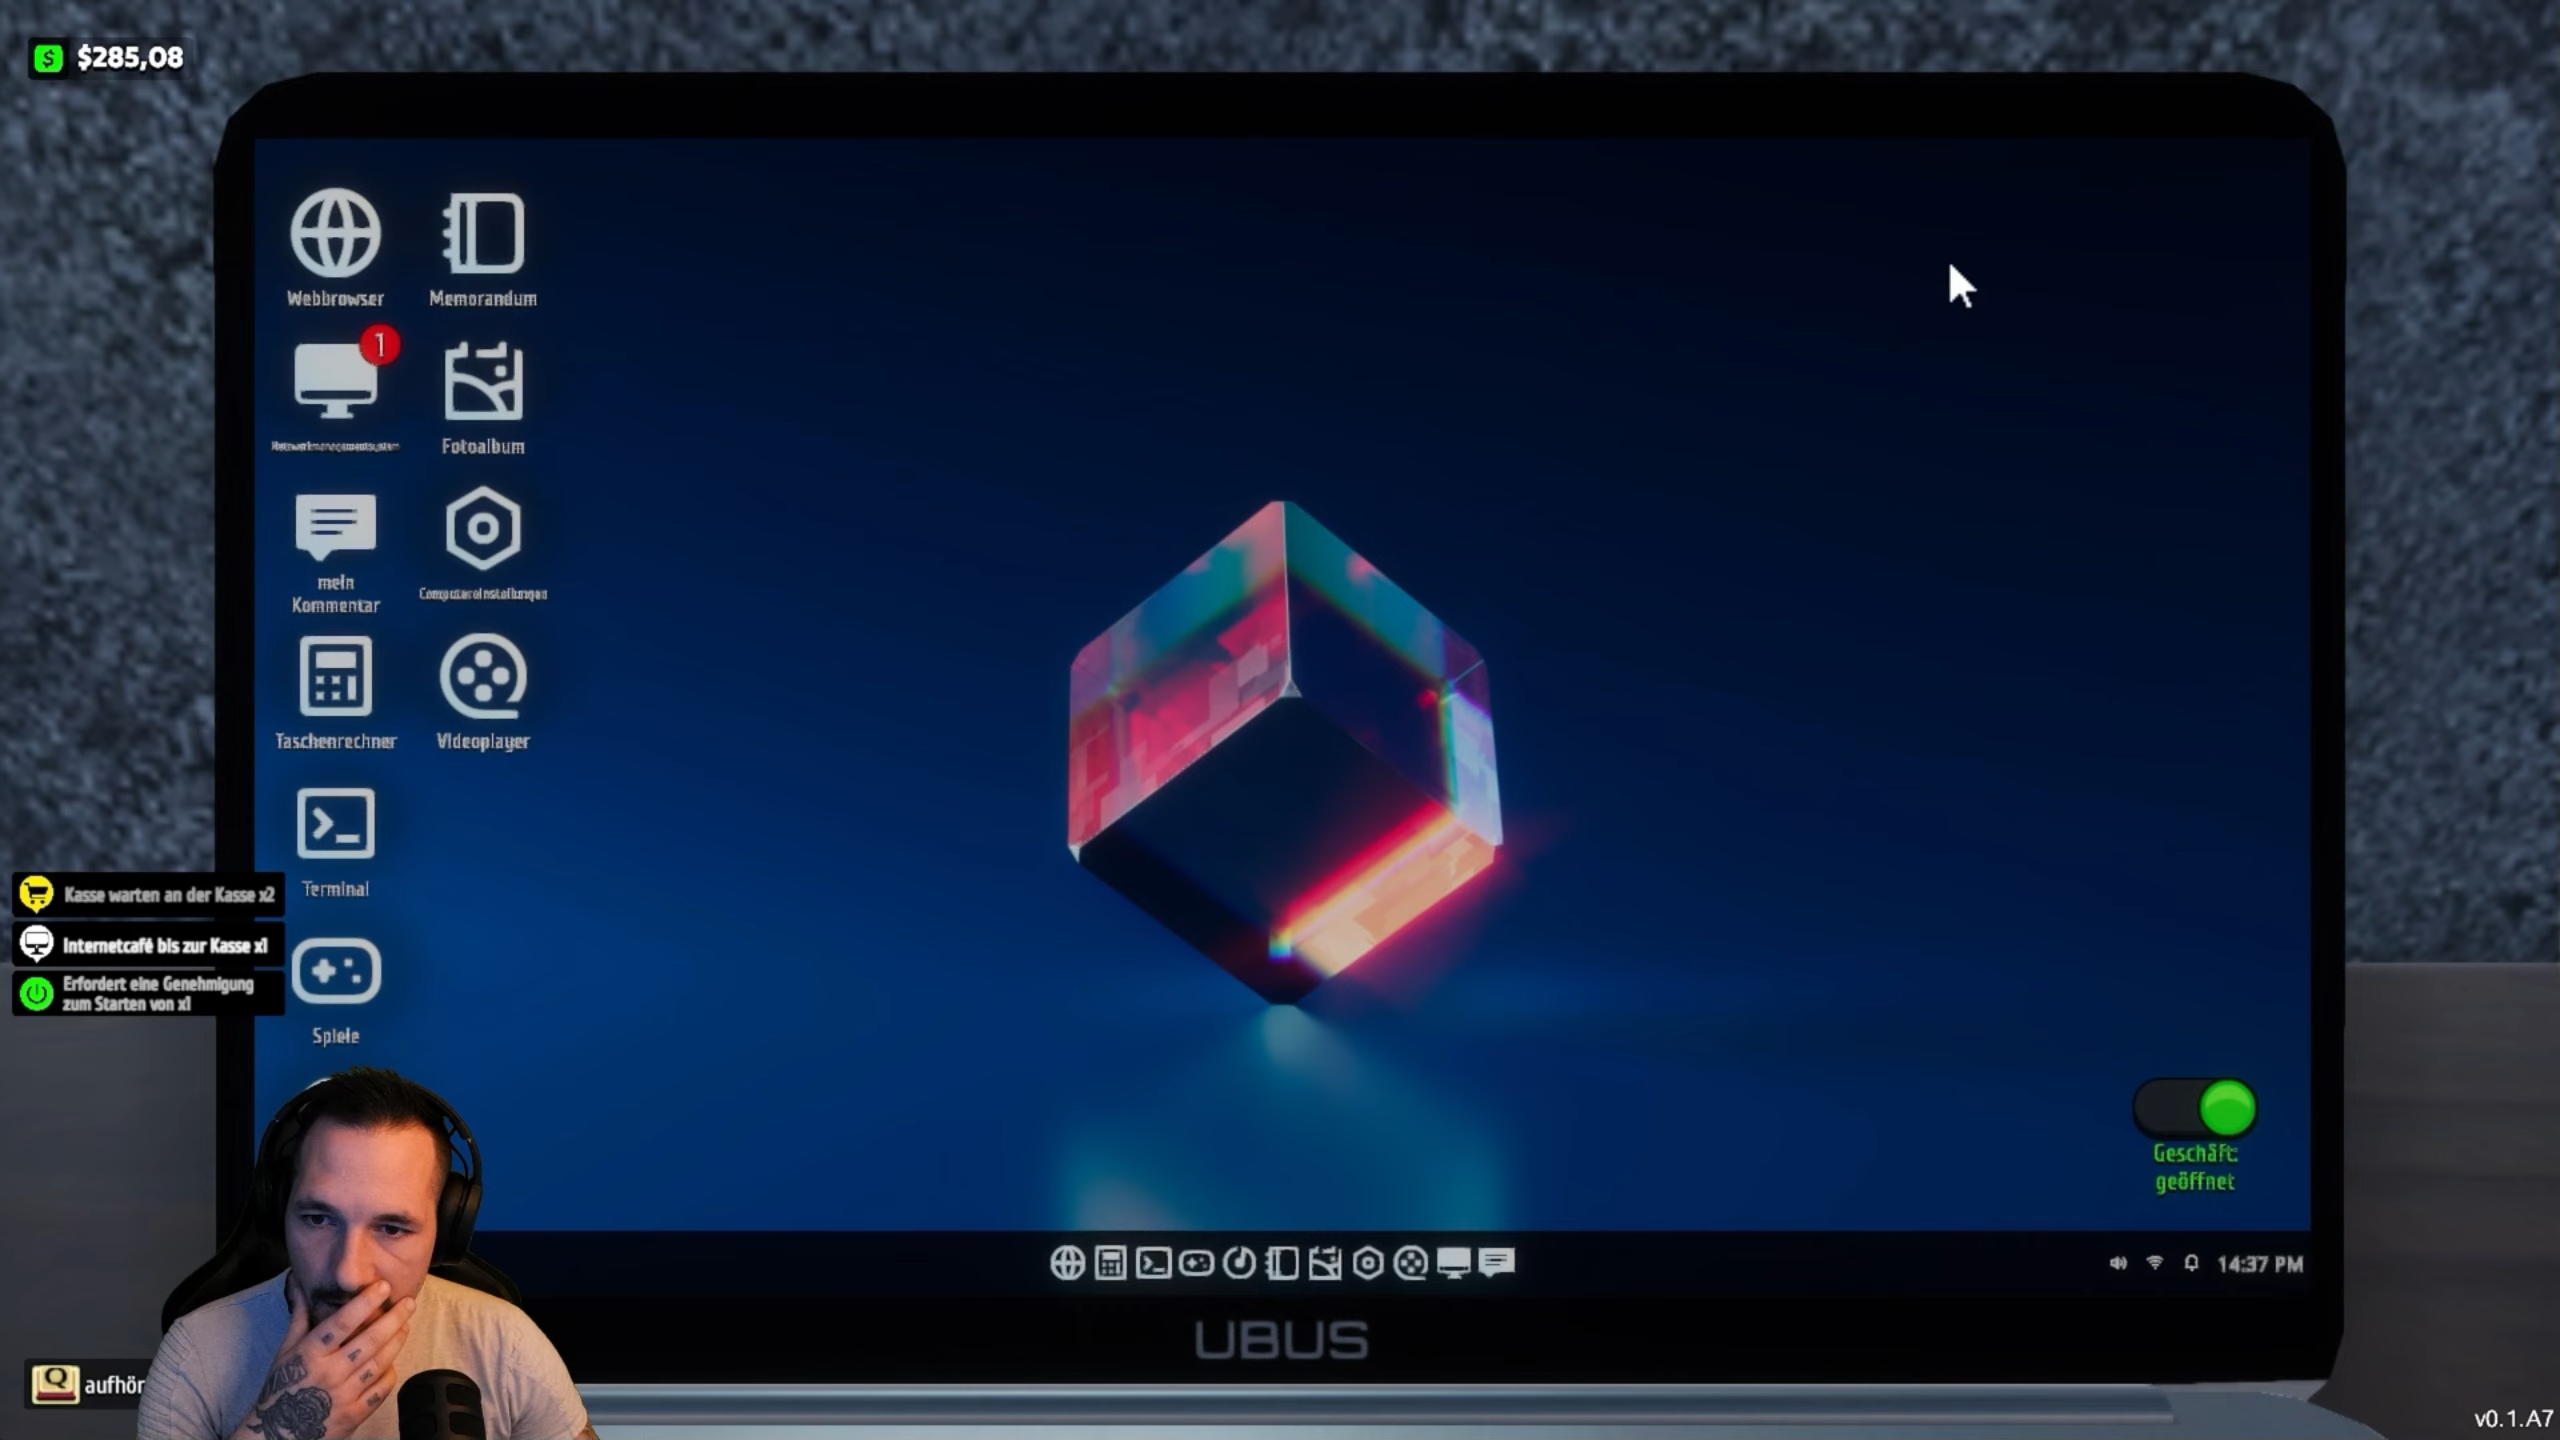 $285,08
Webbrowser
Memorandum
1
Netzwerkmanagementsystem
Fotoalbum
mein
Kommentar
Computereinstellungen
Taschenrechner
Videoplayer
Terminal
Spiele
Kasse warten an der Kasse x2
Internetcafé bis zur Kasse x1
Erfordert eine Genehmigung
zum Starten von x1
Geschäft:
geöffnet
14:37 PM
UBUS
Q aufhör
v0.1.A7